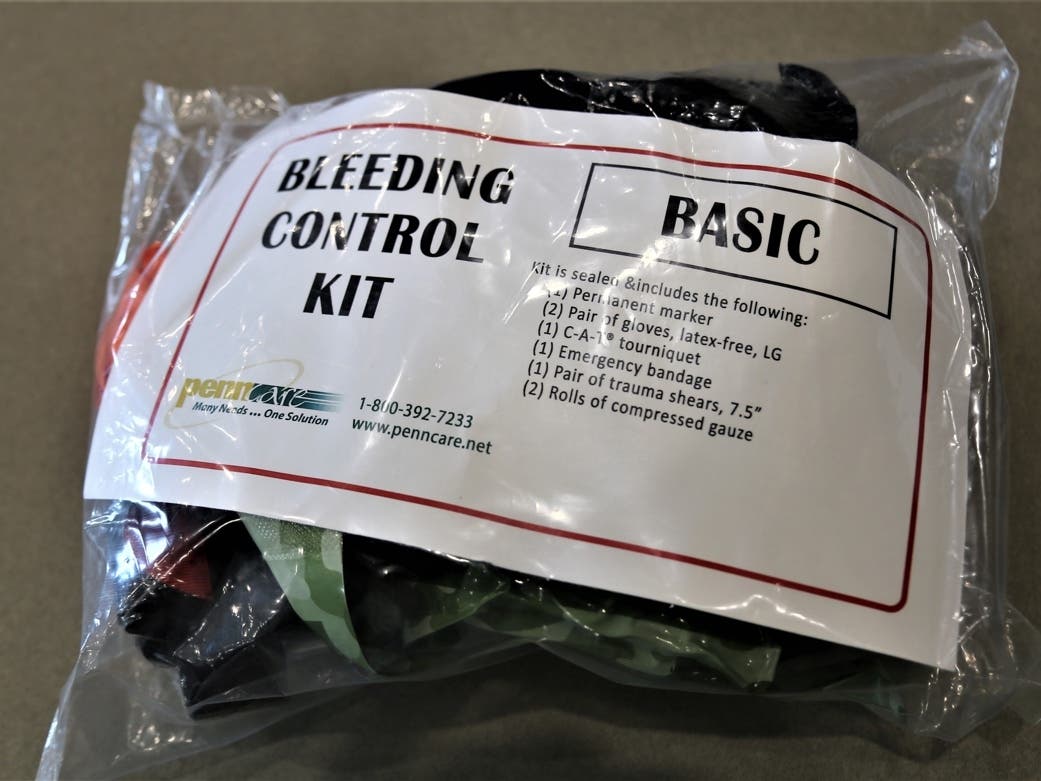 BLEEDING
CONTROL
KIT
penncare
Many Needs ... One Solution
1-800-392-7233
www.penncare.net
BASIC
Kit is sealed &includes the following:
(1) Permanent marker
(2) Pair of gloves, latex-free, LG
(1) C-A-T® tourniquet
(1) Emergency bandage
(1) Pair of trauma shears, 7.5”
(2) Rolls of compressed gauze